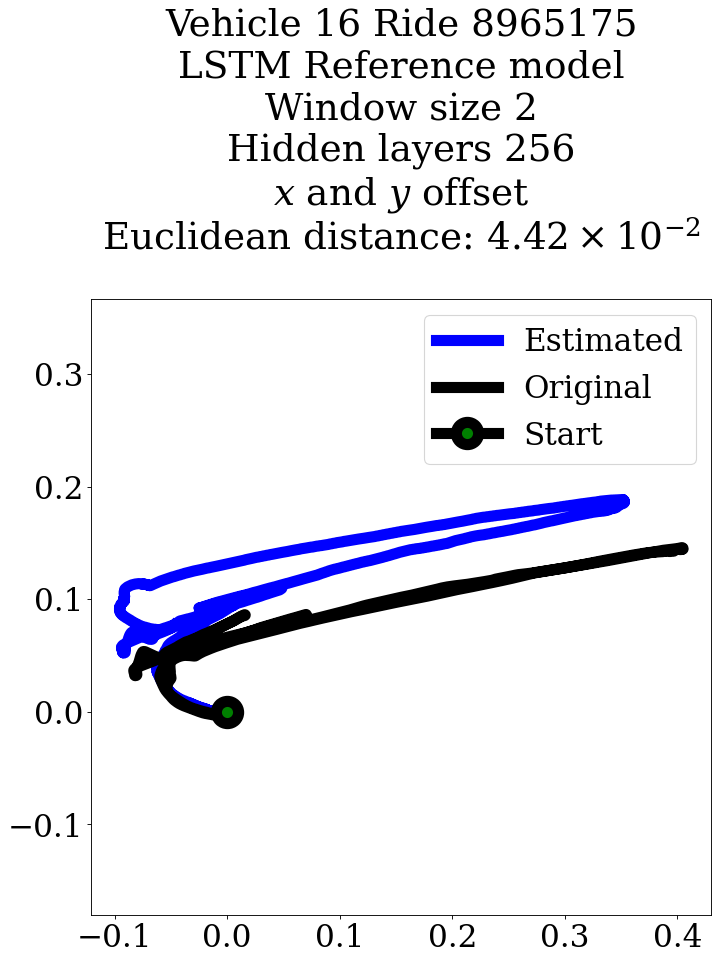 Vehicle 16 Ride 8965175
LSTM Reference model
Window size 2
Hidden layers 256
x and y offset
Euclidean distance: 4.42 × 10⁻²
Estimated
Original
Start
0.3
0.2
0.1
0.0
−0.1
−0.1 0.0 0.1 0.2 0.3 0.4